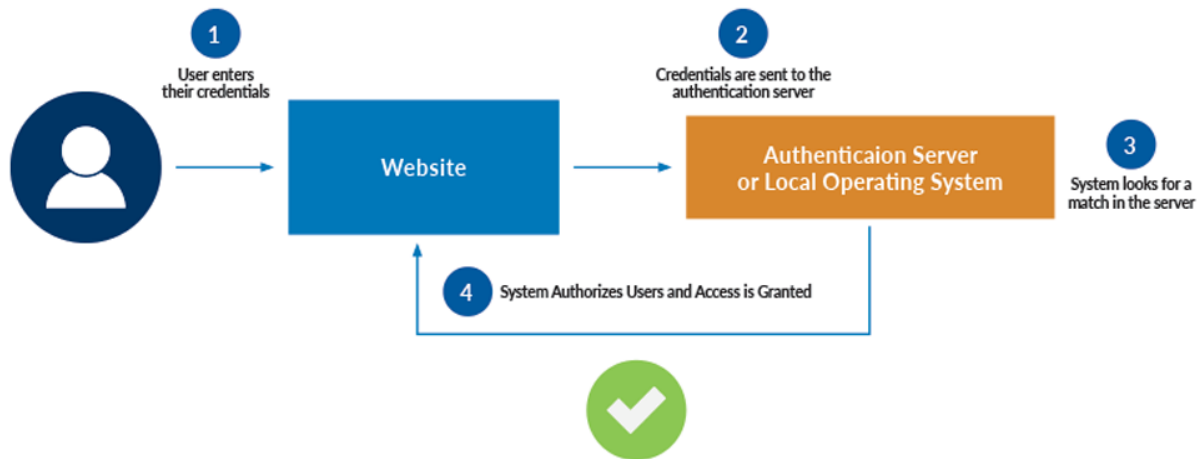 1
User enters
their credentials
Website
2
Credentials are sent to the
authentication server
Authenticaion Server
or Local Operating System
3
System looks for a
match in the server
4
System Authorizes Users and Access is Granted